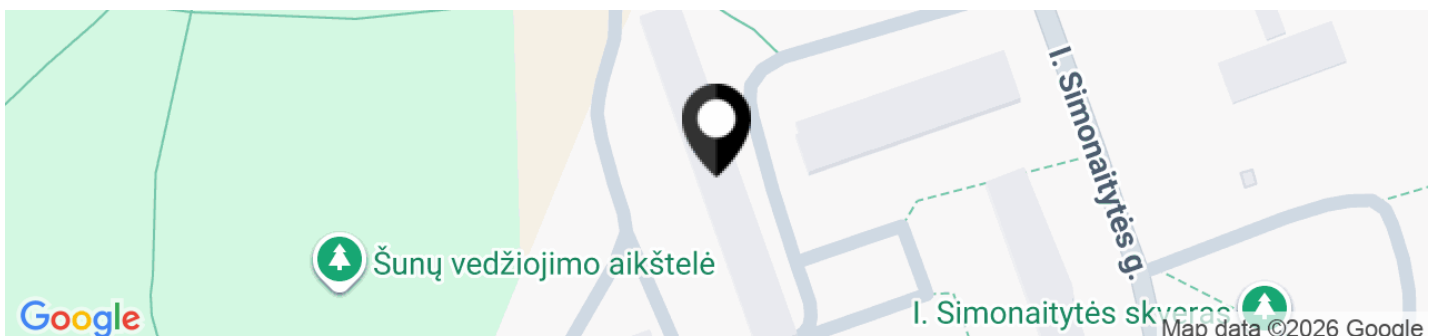 I. Simonaitytės g.
Šunų vedžiojimo aikštelė
I. Simonaitytės skveras
Google
Map data ©2026 Google